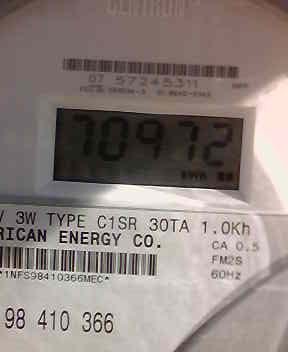 CENTRON
07 57245311
70972
V 3W TYPE C1SR 30TA 1.0Kh
RICAN ENERGY CO.
CA 0.5
FM2S
60Hz
*1NFS98410366MEC*
98 410 366